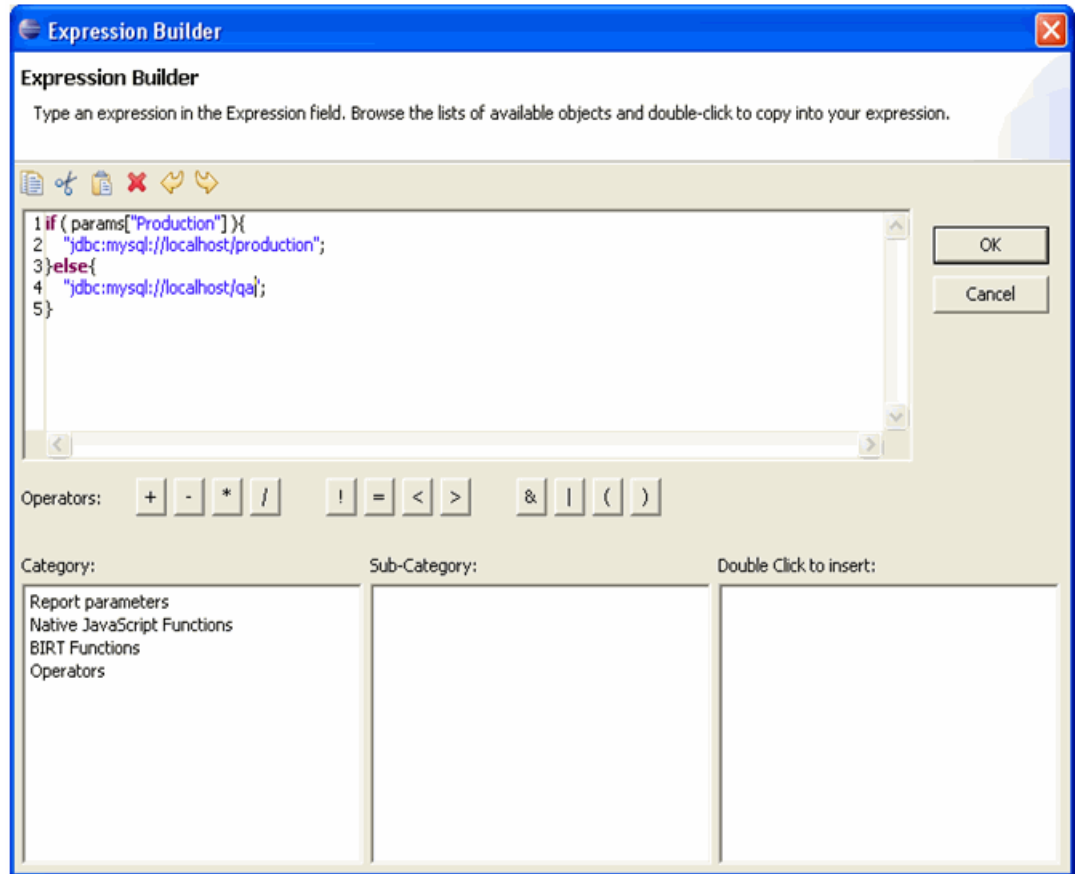 Expression Builder
Expression Builder
Type an expression in the Expression field. Browse the lists of available objects and double-click to copy into your expression.
1 if ( params["Production"] ){
2 "jdbc:mysql://localhost/production";
3 }else{
4 "jdbc:mysql://localhost/qa";
5 }
OK
Cancel
Operators: + - * / ! = < > & | ( )
Category: Sub-Category: Double Click to insert:
Report parameters
Native JavaScript Functions
BIRT Functions
Operators